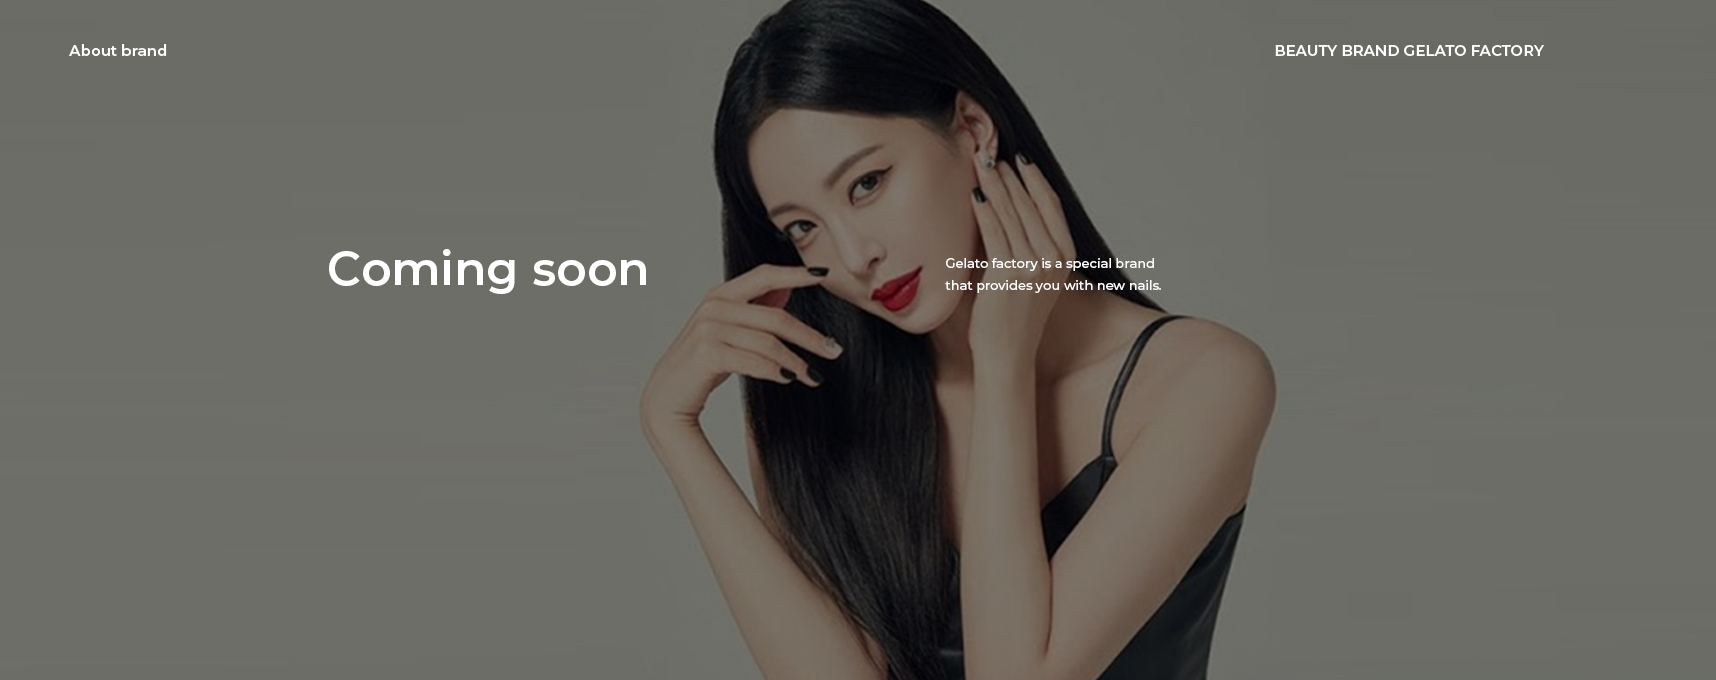 About brand
BEAUTY BRAND GELATO FACTORY
Coming soon
Gelato factory is a special brand
that provides you with new nails.